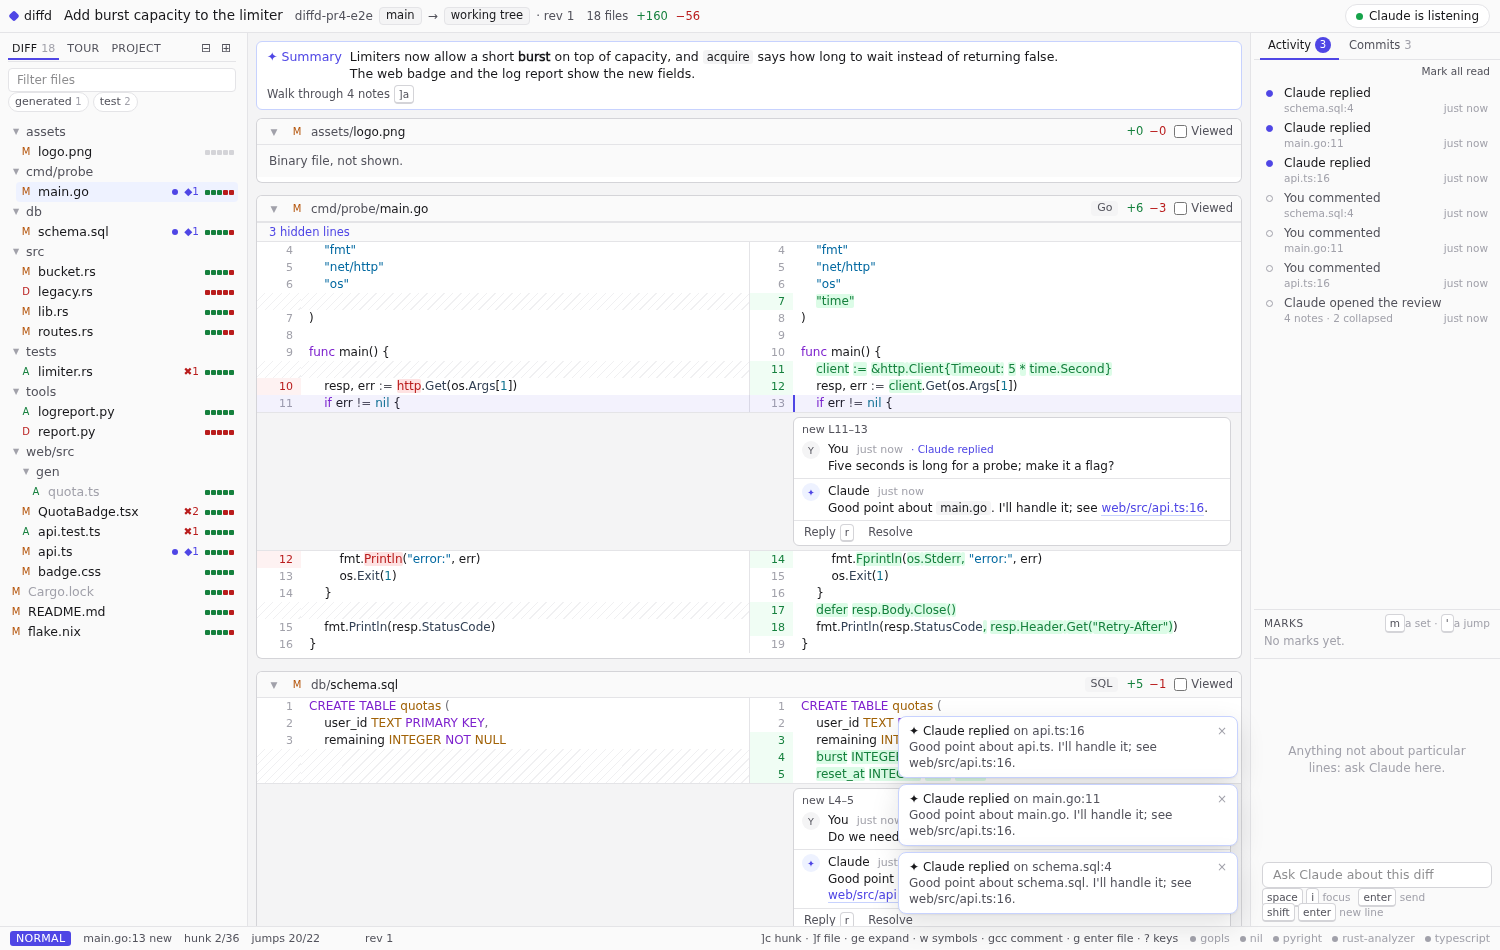 diffd Add burst capacity to the limiter diffd-pr4-e2e main → working tree · rev 1 18 files +160 −56 Claude is listening
DIFF 18 TOUR PROJECT
Filter files
generated 1 test 2
assets
M logo.png
cmd/probe
M main.go ◆1
db
M schema.sql ◆1
src
M bucket.rs
D legacy.rs
M lib.rs
M routes.rs
tests
A limiter.rs ✖1
tools
A logreport.py
D report.py
web/src
gen
A quota.ts
M QuotaBadge.tsx ✖2
A api.test.ts ✖1
M api.ts ◆1
M badge.css
M Cargo.lock
M README.md
M flake.nix
✦ Summary Limiters now allow a short burst on top of capacity, and acquire says how long to wait instead of returning false.
The web badge and the log report show the new fields.
Walk through 4 notes ]a
M assets/logo.png +0 −0 Viewed
Binary file, not shown.
M cmd/probe/main.go Go +6 −3 Viewed
3 hidden lines
4 "fmt" 4 "fmt"
5 "net/http" 5 "net/http"
6 "os" 6 "os"
7 "time"
7 ) 8 )
8 9
9 func main() { 10 func main() {
11 client := &http.Client{Timeout: 5 * time.Second}
10 resp, err := http.Get(os.Args[1]) 12 resp, err := client.Get(os.Args[1])
11 if err != nil { 13 if err != nil {
new L11–13
Y You just now · Claude replied
Five seconds is long for a probe; make it a flag?
✦ Claude just now
Good point about main.go. I'll handle it; see web/src/api.ts:16.
Reply r Resolve
12 fmt.Println("error:", err) 14 fmt.Fprintln(os.Stderr, "error:", err)
13 os.Exit(1) 15 os.Exit(1)
14 } 16 }
17 defer resp.Body.Close()
15 fmt.Println(resp.StatusCode) 18 fmt.Println(resp.StatusCode, resp.Header.Get("Retry-After"))
16 } 19 }
M db/schema.sql SQL +5 −1 Viewed
1 CREATE TABLE quotas ( 1 CREATE TABLE quotas (
2 user_id TEXT PRIMARY KEY, 2 user_id TEXT
3 remaining INTEGER NOT NULL 3 remaining INT
4 burst INTEGE
5 reset_at INTEG
new L4–5
Y You just now
Do we need
✦ Claude just
Good point
web/src/api
Reply r Resolve
✦ Claude replied on api.ts:16 ×
Good point about api.ts. I'll handle it; see
web/src/api.ts:16.
✦ Claude replied on main.go:11 ×
Good point about main.go. I'll handle it; see
web/src/api.ts:16.
✦ Claude replied on schema.sql:4 ×
Good point about schema.sql. I'll handle it; see
web/src/api.ts:16.
Activity 3 Commits 3
Mark all read
Claude replied
schema.sql:4 just now
Claude replied
main.go:11 just now
Claude replied
api.ts:16 just now
You commented
schema.sql:4 just now
You commented
main.go:11 just now
You commented
api.ts:16 just now
Claude opened the review
4 notes · 2 collapsed just now
MARKS m a set · ' a jump
No marks yet.
Anything not about particular
lines: ask Claude here.
Ask Claude about this diff
space i focus enter send
shift enter new line
NORMAL main.go:13 new hunk 2/36 jumps 20/22 rev 1 ]c hunk · ]f file · ge expand · w symbols · gcc comment · g enter file · ? keys gopls nil pyright rust-analyzer typescript